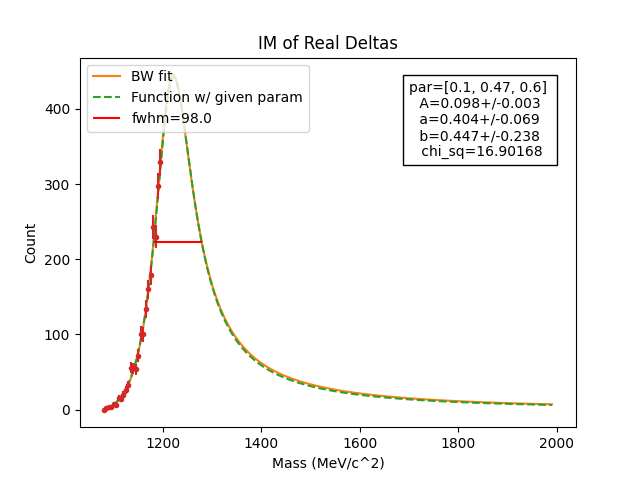 IM of Real Deltas
BW fit
Function w/ given param
fwhm=98.0
par=[0.1, 0.47, 0.6]
A=0.098+/-0.003
a=0.404+/-0.069
b=0.447+/-0.238
chi_sq=16.90168
Count
400
300
200
100
0
1200 1400 1600 1800 2000
Mass (MeV/c^2)